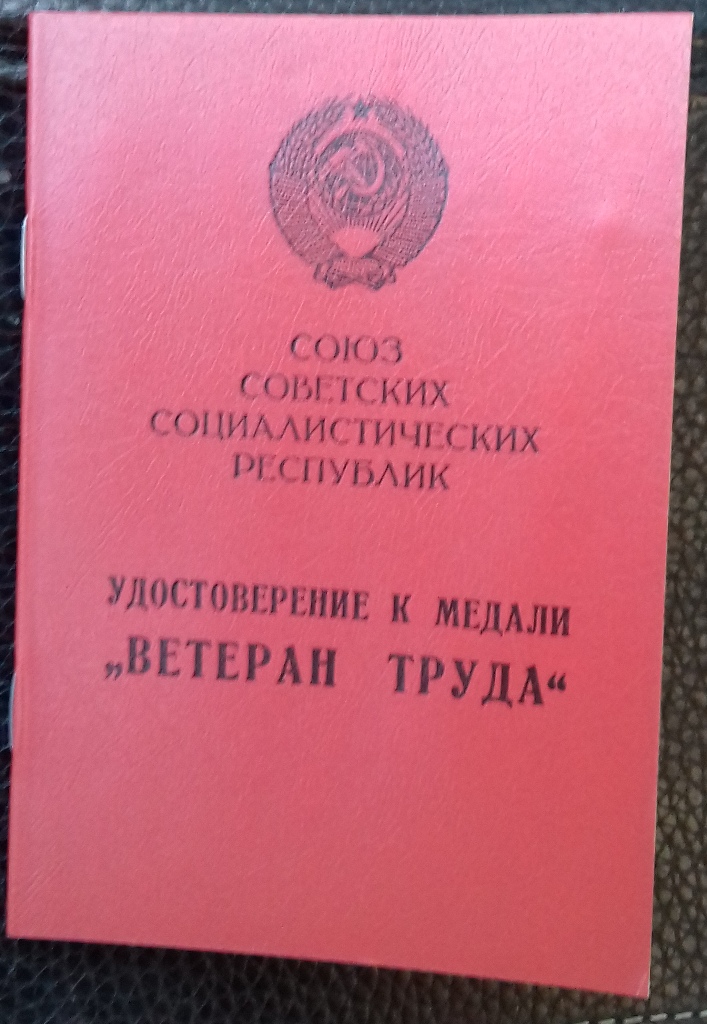 СОЮЗ
СОВЕТСКИХ
СОЦИАЛИСТИЧЕСКИХ
РЕСПУБЛИК
УДОСТОВЕРЕНИЕ К МЕДАЛИ
„ВЕТЕРАН ТРУДА“